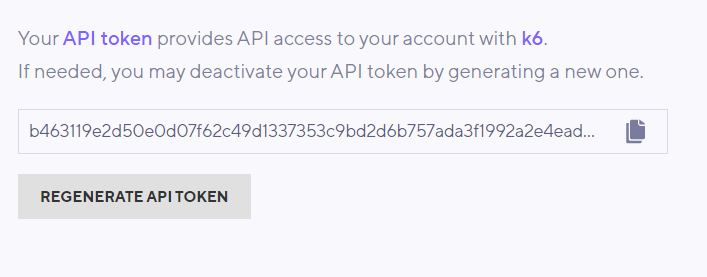 Your API token provides API access to your account with k6.
If needed, you may deactivate your API token by generating a new one.
b463119e2d50e0d07f62c49d1337353c9bd2d6b757ada3f1992a2e4ead...
REGENERATE API TOKEN